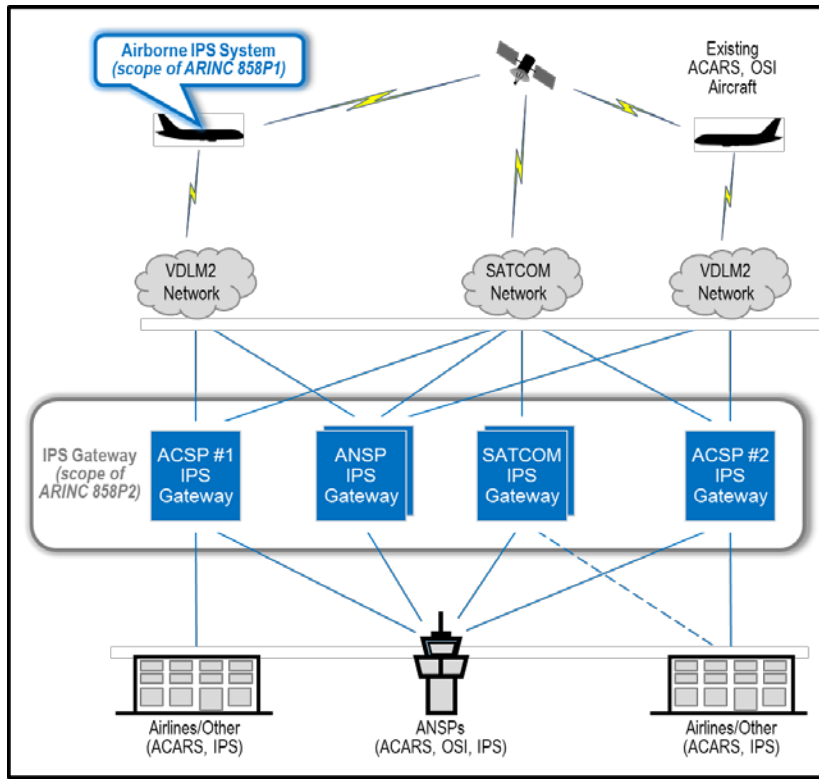 Airborne IPS System
(scope of ARINC 858P1)
Existing
ACARS, OSI
Aircraft
VDLM2
Network
SATCOM
Network
VDLM2
Network
IPS Gateway
(scope of
ARINC 858P2)
ACSP #1
IPS
Gateway
ANSP
IPS
Gateway
SATCOM
IPS
Gateway
ACSP #2
IPS
Gateway
Airlines/Other
(ACARS, IPS)
ANSPs
(ACARS, OSI, IPS)
Airlines/Other
(ACARS, IPS)